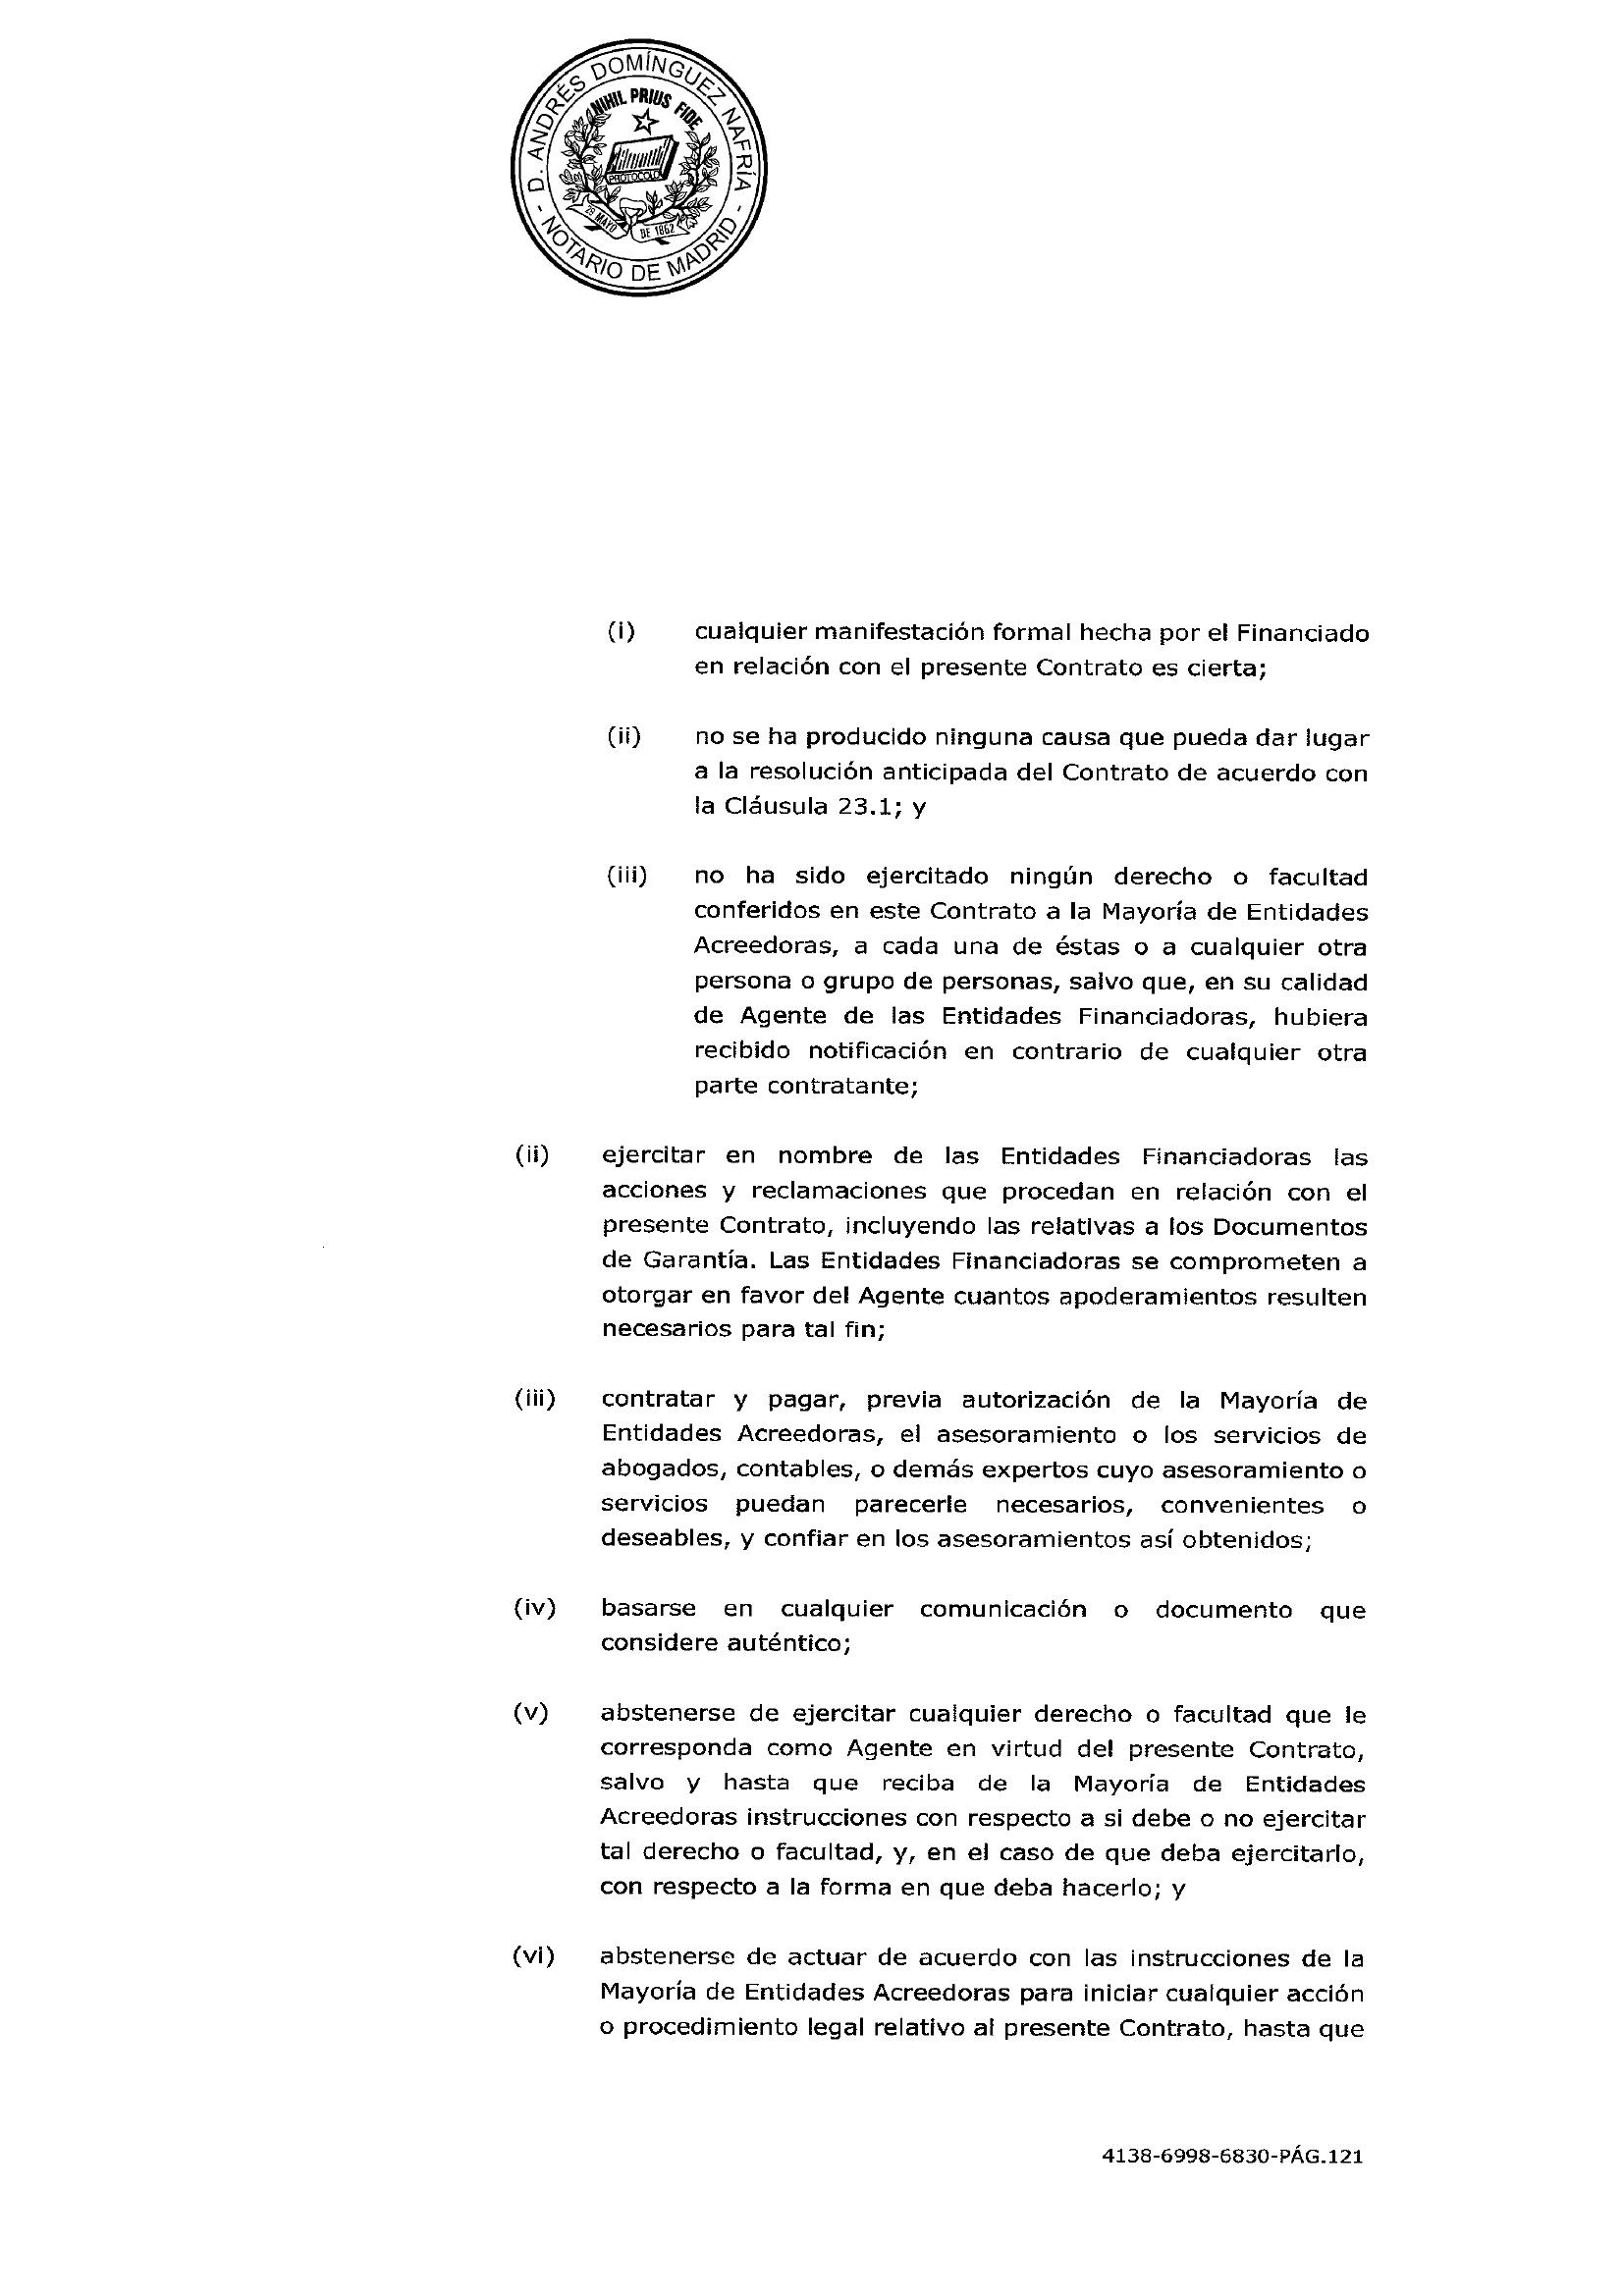 D. ANDRÉS DOMÍNGUEZ NAFRÍA
- NOTARIO DE MADRID -
NIHIL PRIUS FIDE
PROTOCOLO
29 MAYO
DE 1862
(i) cualquier manifestación formal hecha por el Financiado
en relación con el presente Contrato es cierta;
(ii) no se ha producido ninguna causa que pueda dar lugar
a la resolución anticipada del Contrato de acuerdo con
la Cláusula 23.1; y
(iii) no ha sido ejercitado ningún derecho o facultad
conferidos en este Contrato a la Mayoría de Entidades
Acreedoras, a cada una de éstas o a cualquier otra
persona o grupo de personas, salvo que, en su calidad
de Agente de las Entidades Financiadoras, hubiera
recibido notificación en contrario de cualquier otra
parte contratante;
(ii) ejercitar en nombre de las Entidades Financiadoras las
acciones y reclamaciones que procedan en relación con el
presente Contrato, incluyendo las relativas a los Documentos
de Garantía. Las Entidades Financiadoras se comprometen a
otorgar en favor del Agente cuantos apoderamientos resulten
necesarios para tal fin;
(iii) contratar y pagar, previa autorización de la Mayoría de
Entidades Acreedoras, el asesoramiento o los servicios de
abogados, contables, o demás expertos cuyo asesoramiento o
servicios puedan parecerle necesarios, convenientes o
deseables, y confiar en los asesoramientos así obtenidos;
(iv) basarse en cualquier comunicación o documento que
considere auténtico;
(v) abstenerse de ejercitar cualquier derecho o facultad que le
corresponda como Agente en virtud del presente Contrato,
salvo y hasta que reciba de la Mayoría de Entidades
Acreedoras instrucciones con respecto a si debe o no ejercitar
tal derecho o facultad, y, en el caso de que deba ejercitarlo,
con respecto a la forma en que deba hacerlo; y
(vi) abstenerse de actuar de acuerdo con las instrucciones de la
Mayoría de Entidades Acreedoras para iniciar cualquier acción
o procedimiento legal relativo al presente Contrato, hasta que
4138-6998-6830-PÁG.121